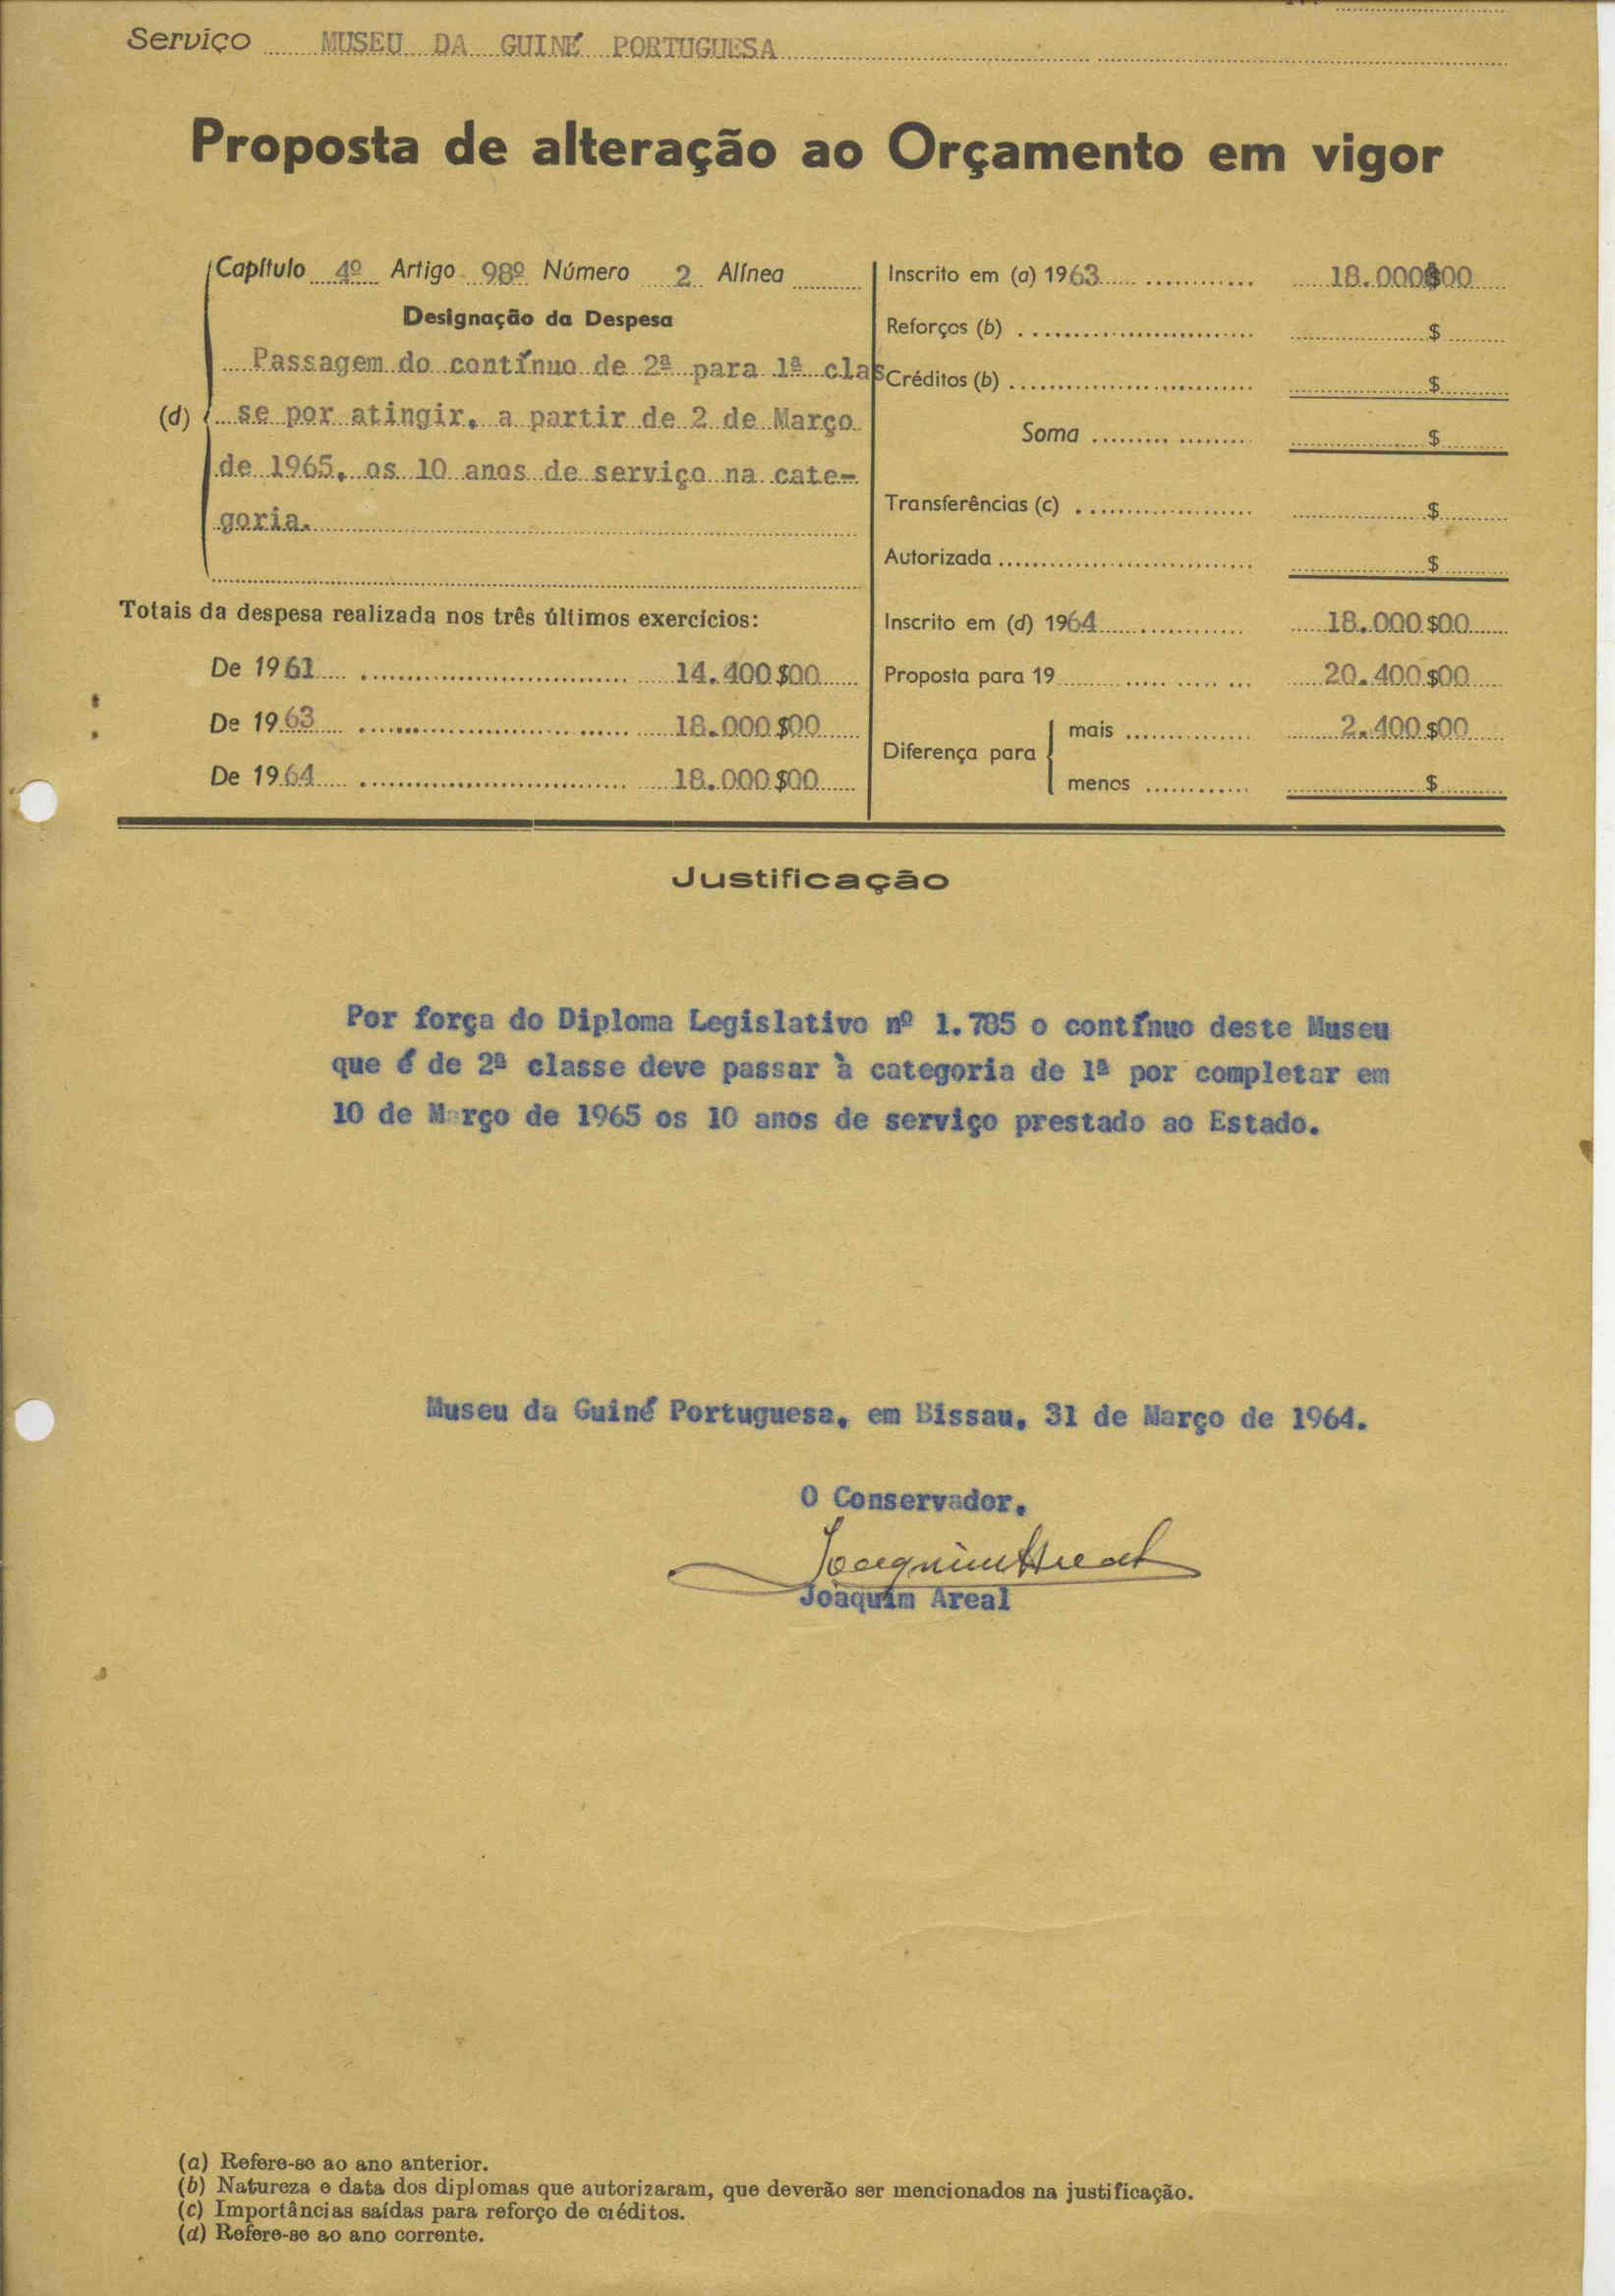 Serviço MUSEU DA GUINÉ PORTUGUESA
Proposta de alteração ao Orçamento em vigor
Capítulo 4º Artigo 98º Número 2 Alínea
Designação da Despesa
Passagem do contínuo de 2ª para 1ª clas
(d) se por atingir, a partir de 2 de Março
de 1965, os 10 anos de serviço na cate-
goria.
Totais da despesa realizada nos três últimos exercícios:
De 1961 14.400$00
De 1963 18.000$00
De 1964 18.000$00
Inscrito em (a) 1963 18.000$00
Reforços (b) $
Créditos (b) $
Soma $
Transferências (c) $
Autorizada $
Inscrito em (d) 1964 18.000$00
Proposta para 19 20.400$00
Diferença para
mais 2.400$00
menos $
Justificação
Por força do Diploma Legislativo nº 1.785 o contínuo deste Museu
que é de 2ª classe deve passar à categoria de 1ª por completar em
10 de Março de 1965 os 10 anos de serviço prestado ao Estado.
Museu da Guiné Portuguesa, em Bissau, 31 de Março de 1964.
O Conservador,
Joaquim Areal
Joaquim Areal
(a) Refere-se ao ano anterior.
(b) Natureza e data dos diplomas que autorizaram, que deverão ser mencionados na justificação.
(c) Importâncias saídas para reforço de créditos.
(d) Refere-se ao ano corrente.